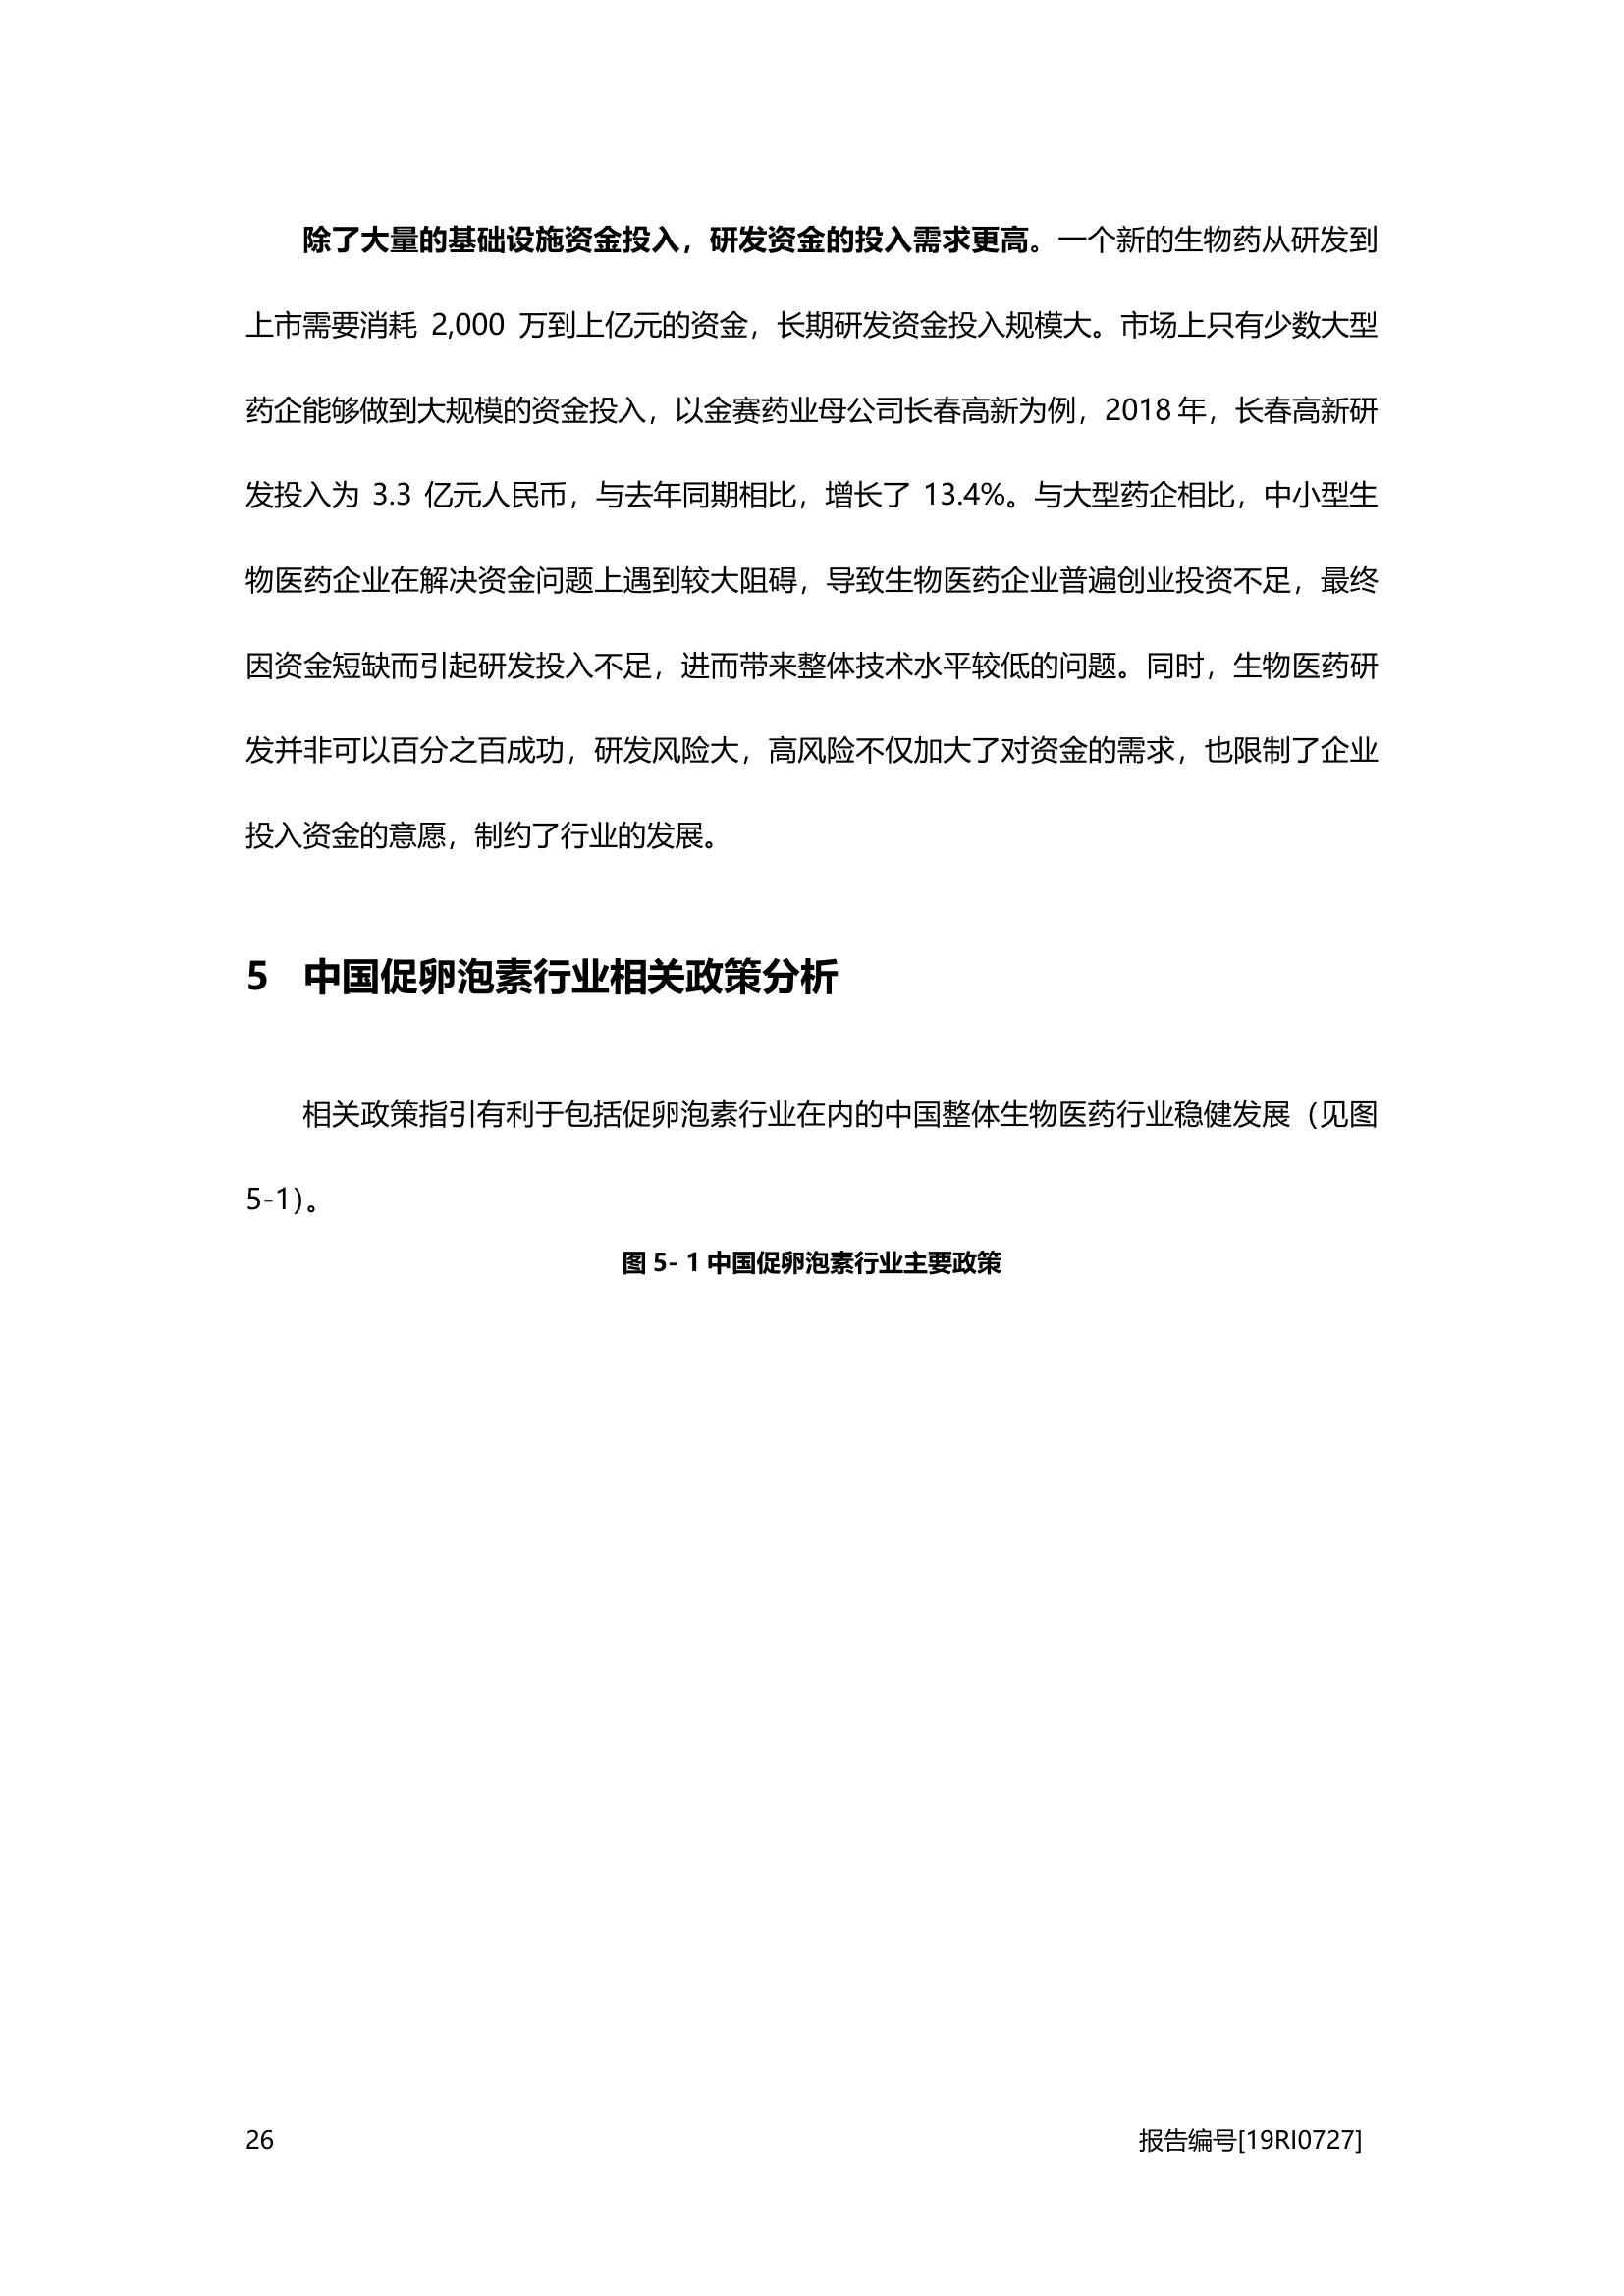 除了大量的基础设施资金投入，研发资金的投入需求更高。一个新的生物药从研发到
上市需要消耗 2,000 万到上亿元的资金，长期研发资金投入规模大。市场上只有少数大型
药企能够做到大规模的资金投入，以金赛药业母公司长春高新为例，2018 年，长春高新研
发投入为 3.3 亿元人民币，与去年同期相比，增长了 13.4%。与大型药企相比，中小型生
物医药企业在解决资金问题上遇到较大阻碍，导致生物医药企业普遍创业投资不足，最终
因资金短缺而引起研发投入不足，进而带来整体技术水平较低的问题。同时，生物医药研
发并非可以百分之百成功，研发风险大，高风险不仅加大了对资金的需求，也限制了企业
投入资金的意愿，制约了行业的发展。
5 中国促卵泡素行业相关政策分析
相关政策指引有利于包括促卵泡素行业在内的中国整体生物医药行业稳健发展（见图
5-1）。
图 5- 1 中国促卵泡素行业主要政策
26 报告编号[19RI0727]